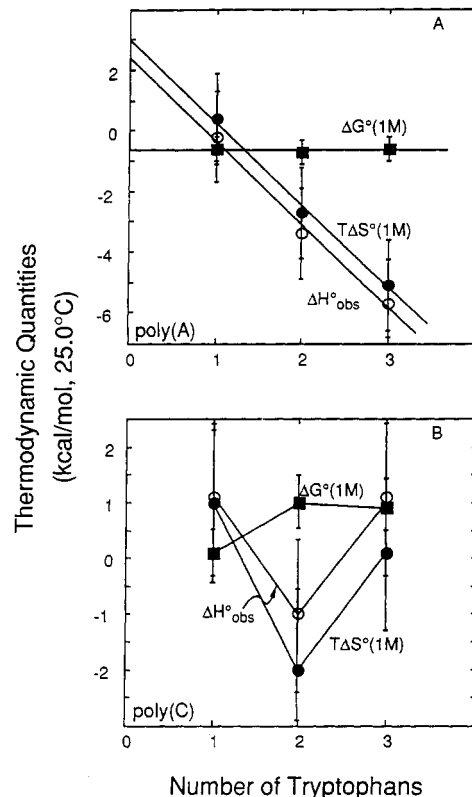 A
2
0
-2
-4
-6
ΔG°(1M)
TΔS°(1M)
ΔH°obs
poly(A)
0 1 2 3
Thermodynamic Quantities
(kcal/mol, 25.0°C)
B
2
1
0
-1
-2
ΔG°(1M)
ΔH°obs
TΔS°(1M)
poly(C)
0 1 2 3
Number of Tryptophans